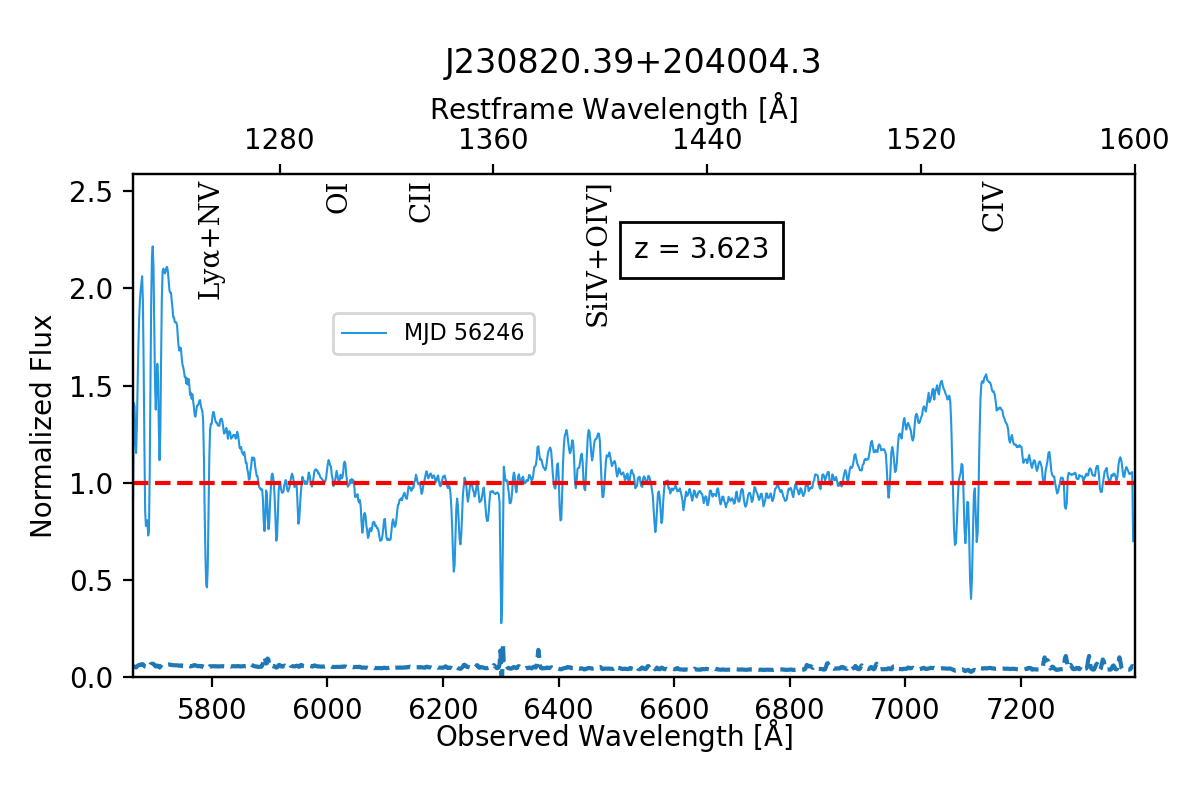 J230820.39+204004.3
Restframe Wavelength [Å]
1280 1360 1440 1520 1600
Lyα+NV
OI
CII
SiIV+OIV]
CIV
z = 3.623
MJD 56246
Normalized Flux
2.5
2.0
1.5
1.0
0.5
0.0
5800 6000 6200 6400 6600 6800 7000 7200
Observed Wavelength [Å]